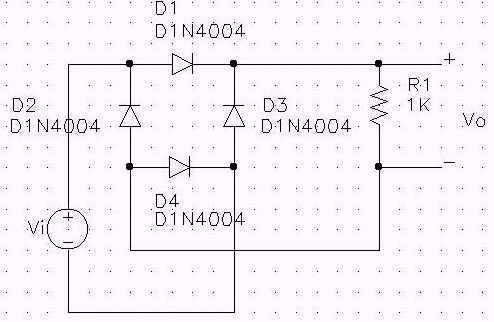 D1
D1N4004
+
R1
1K
D2
D1N4004
D3
D1N4004
Vo
−
D4
D1N4004
Vi
+
−